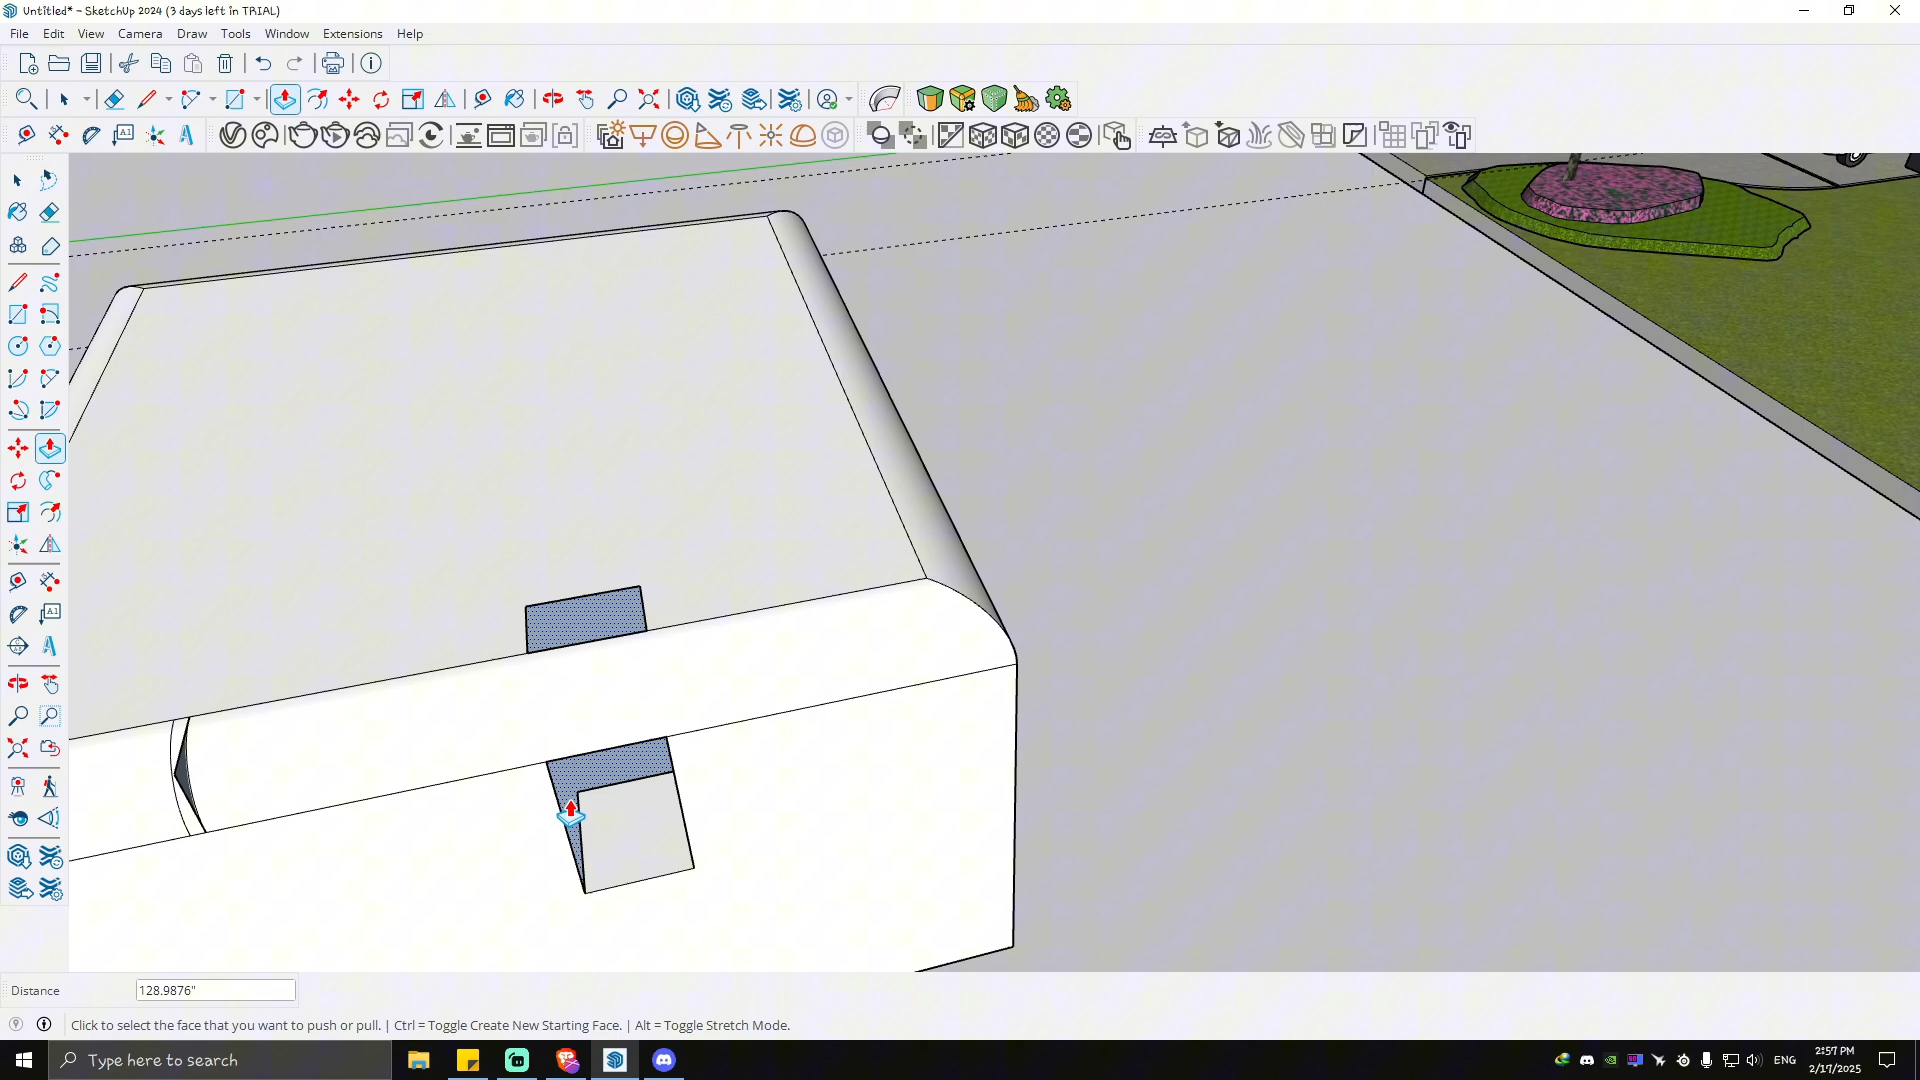 Untitled* - SketchUp 2024 (3 days left in TRIAL)
File Edit View Camera Draw Tools Window Extensions Help
A1
A1
Distance 128.9876"
Click to select the face that you want to push or pull. | Ctrl = Toggle Create New Starting Face. | Alt = Toggle Stretch Mode.
Type here to search
ENG
2:57 PM
2/17/2025